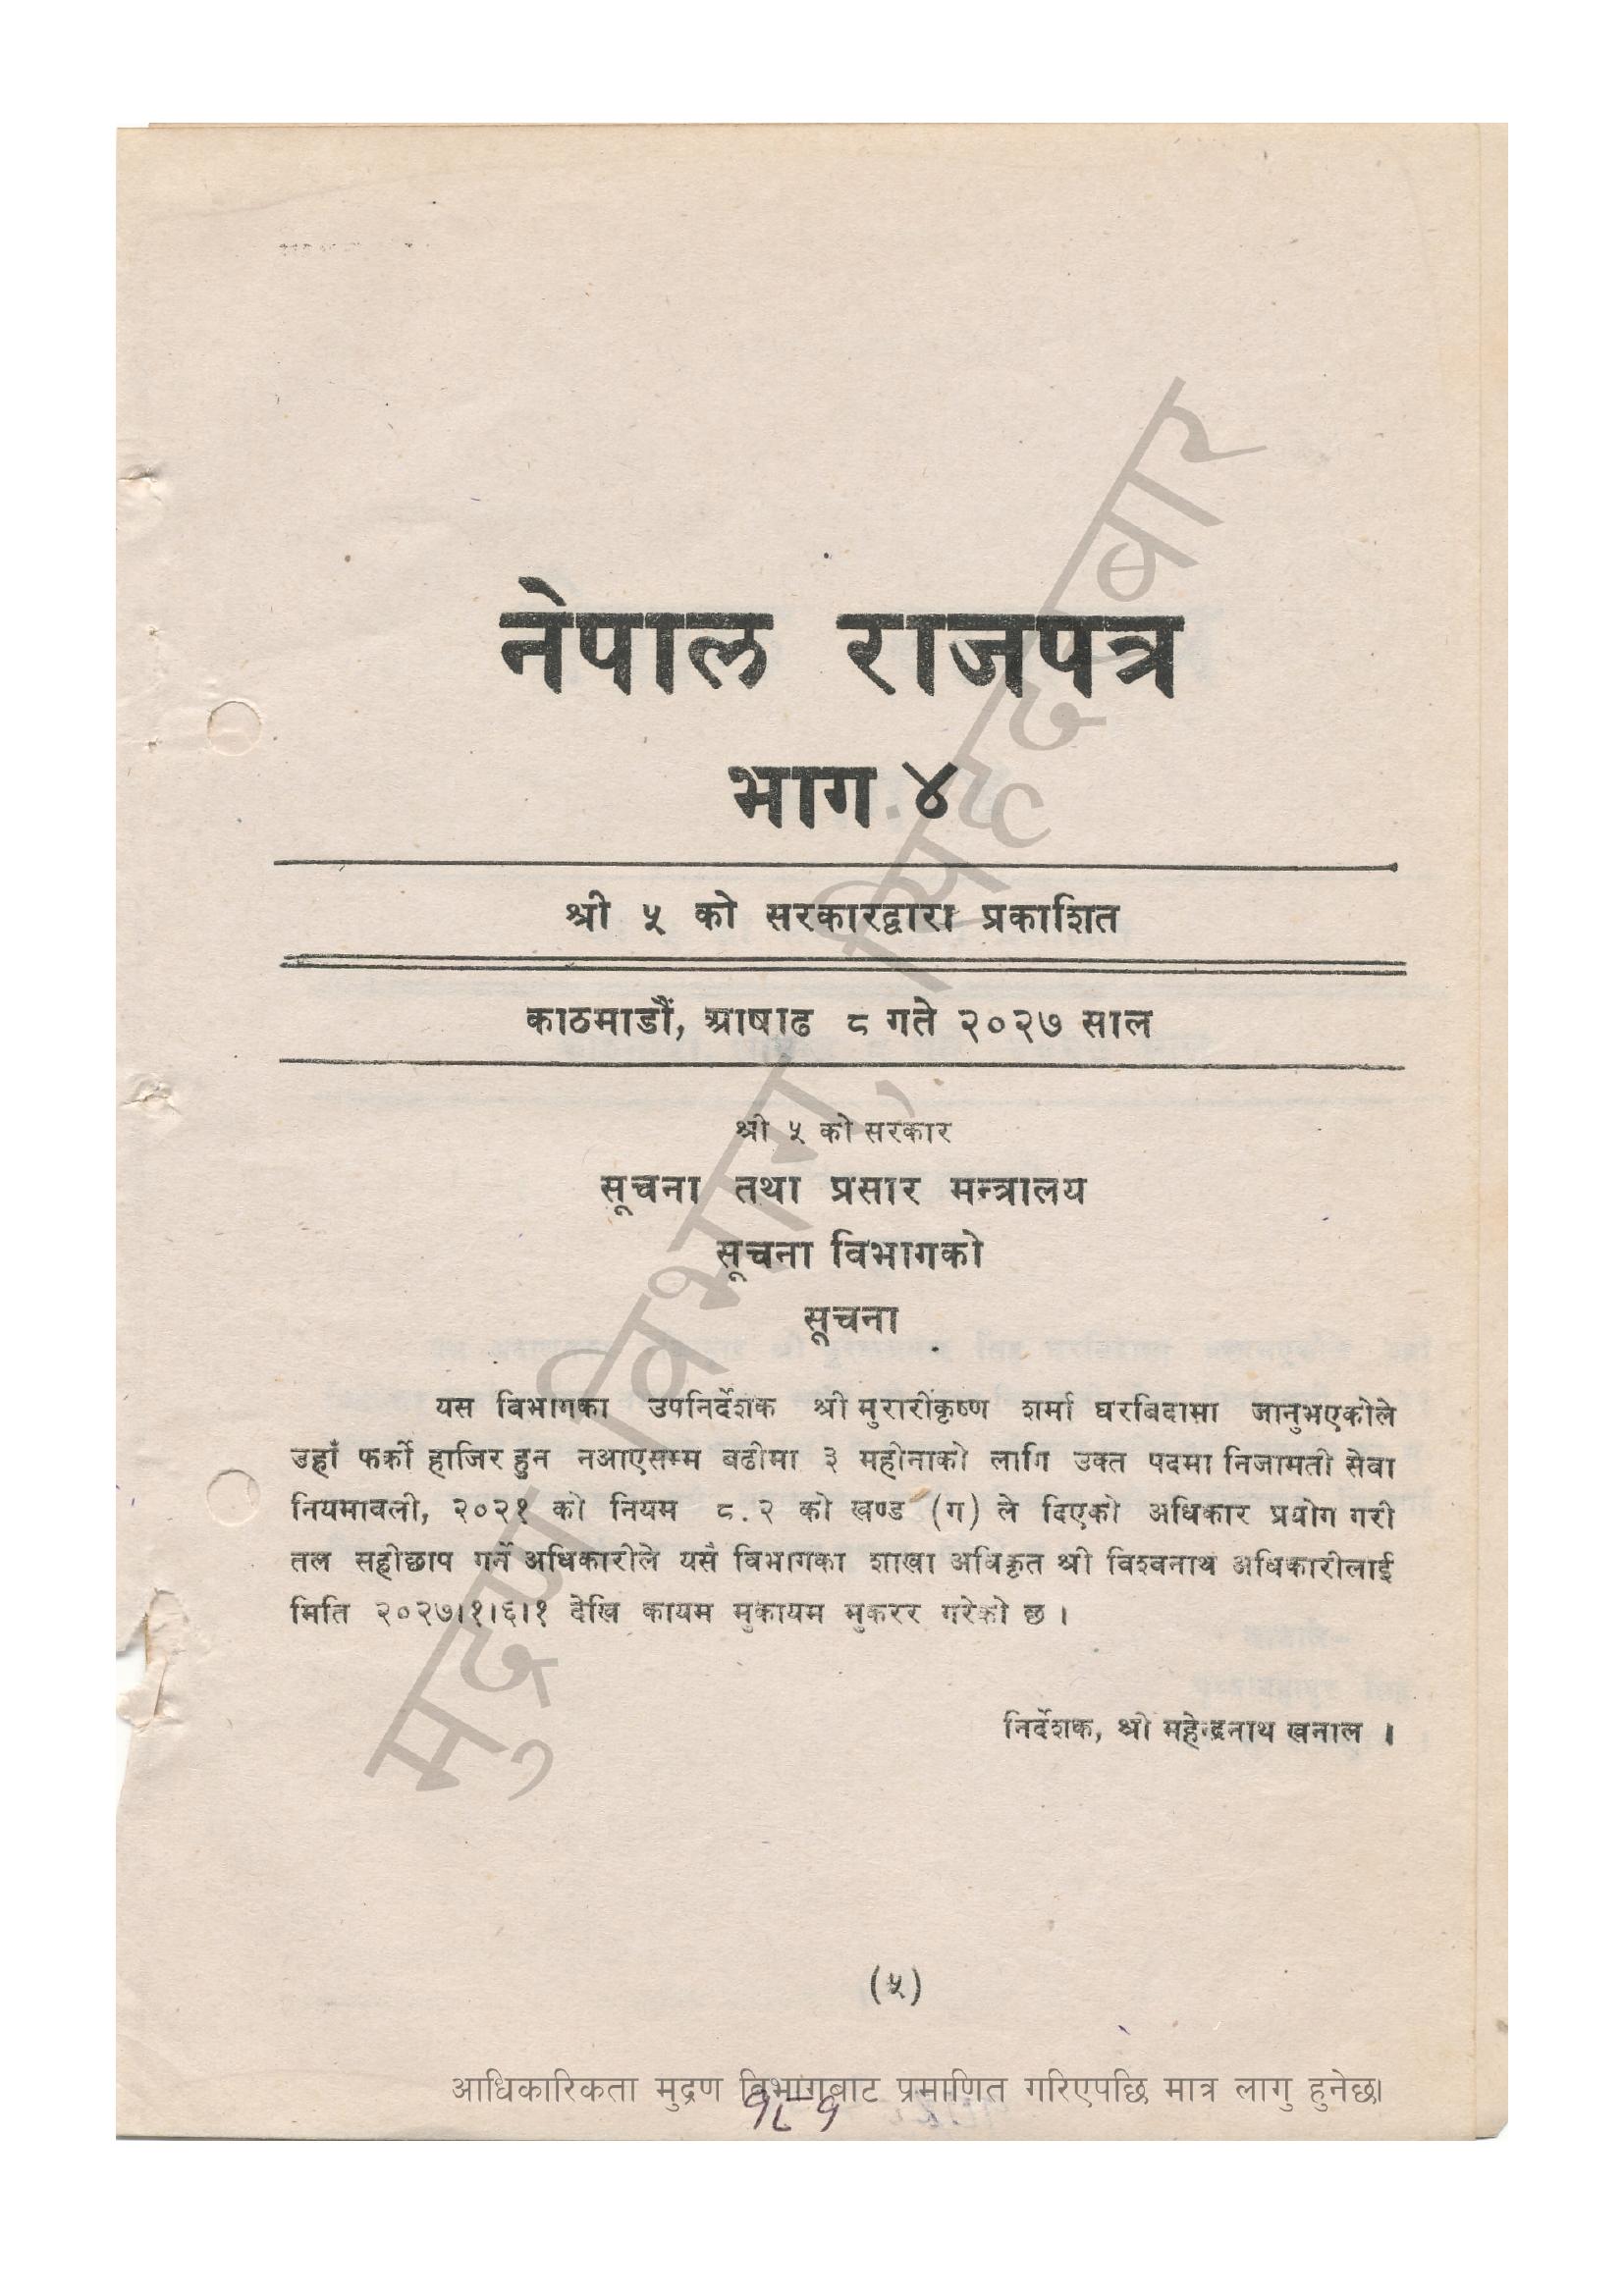 नेपाल राजपत्र
भाग ४
श्री ५ को सरकारद्वारा प्रकाशित
काठमाडौं, आषाढ ८ गते २०२७ साल
श्री ५ को सरकार
सूचना तथा प्रसार मन्त्रालय
सूचना विभागको
सूचना
यस विभागका उपनिर्देशक श्री मुरारीकृष्ण शर्मा घरबिदामा जानुभएकोले
उहाँ फर्की हाजिर हुन नआएसम्म बढीमा ३ महीनाको लागि उक्त पदमा निजामती सेवा
नियमावली, २०२१ को नियम ८.२ को खण्ड (ग) ले दिएको अधिकार प्रयोग गरी
तल सहीछाप गर्ने अधिकारीले यसै विभागका शाखा अधिकृत श्री विश्वनाथ अधिकारीलाई
मिति २०२७।१।६।१ देखि कायम मुकायम मुकरर गरेको छ ।
निर्देशक, श्री महेन्द्रनाथ खनाल ।
(५)
आधिकारिकता मुद्रण विभागबाट प्रमाणित गरिएपछि मात्र लागु हुनेछ।
मुद्रण विभाग, सिंहदरबार